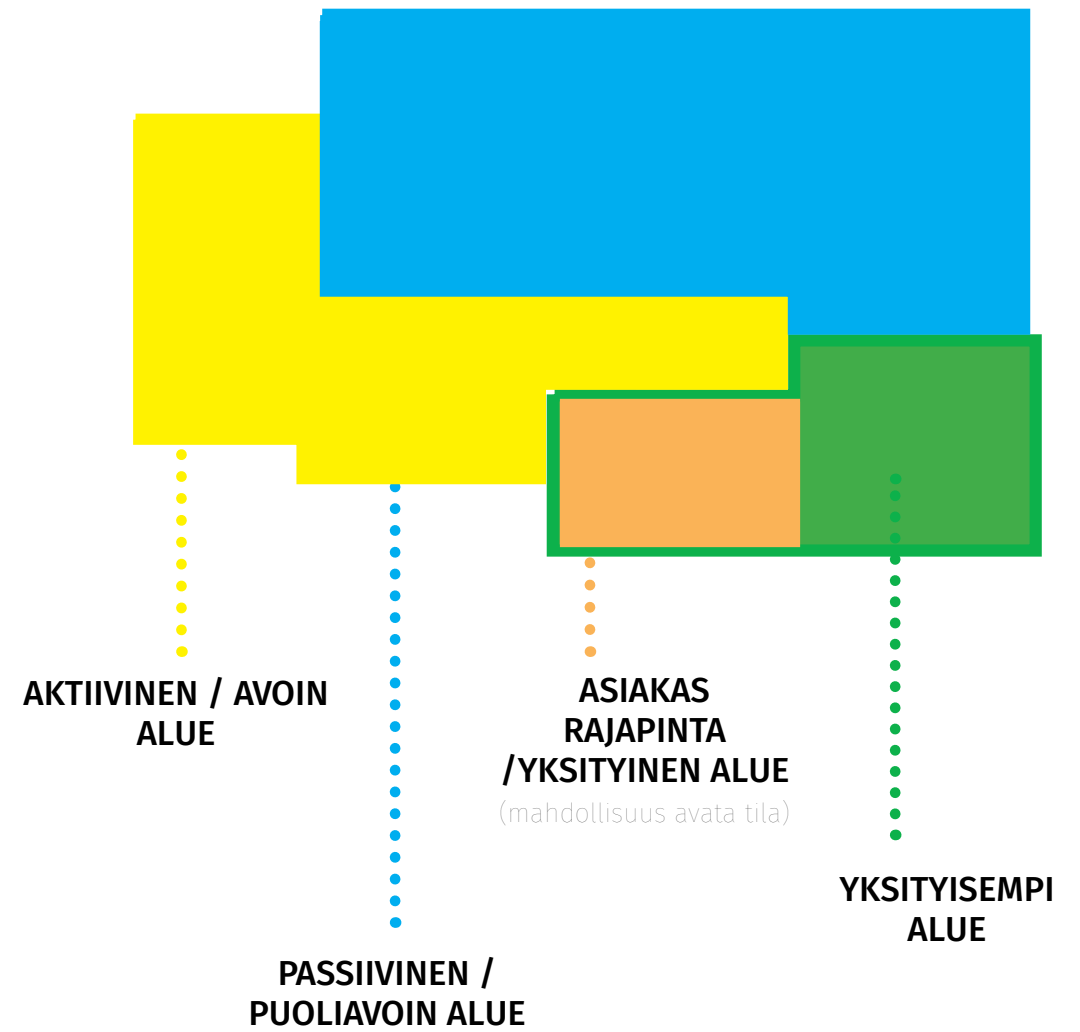 AKTIIVINEN / AVOIN
ALUE
ASIAKAS
RAJAPINTA
/YKSITYINEN ALUE
(mahdollisuus avata tila)
YKSITYISEMPI
ALUE
PASSIIVINEN /
PUOLIAVOIN ALUE